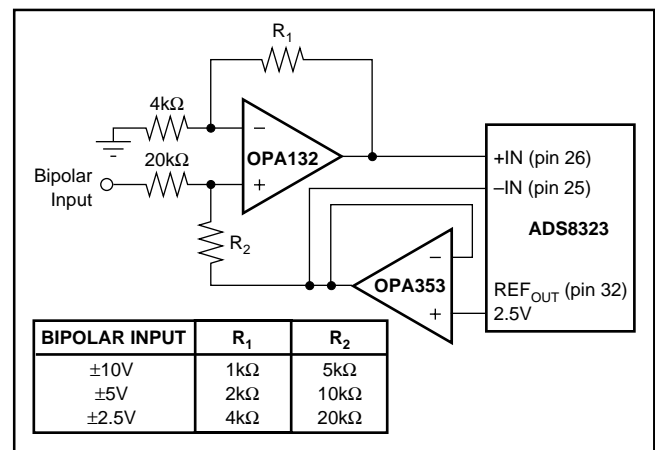 R1
4kΩ
OPA132
20kΩ
Bipolar
Input
R2
+IN (pin 26)
–IN (pin 25)
ADS8323
OPA353
REFOUT (pin 32)
2.5V
− + − +
BIPOLAR INPUT R1 R2
±10V 1kΩ 5kΩ
±5V 2kΩ 10kΩ
±2.5V 4kΩ 20kΩ